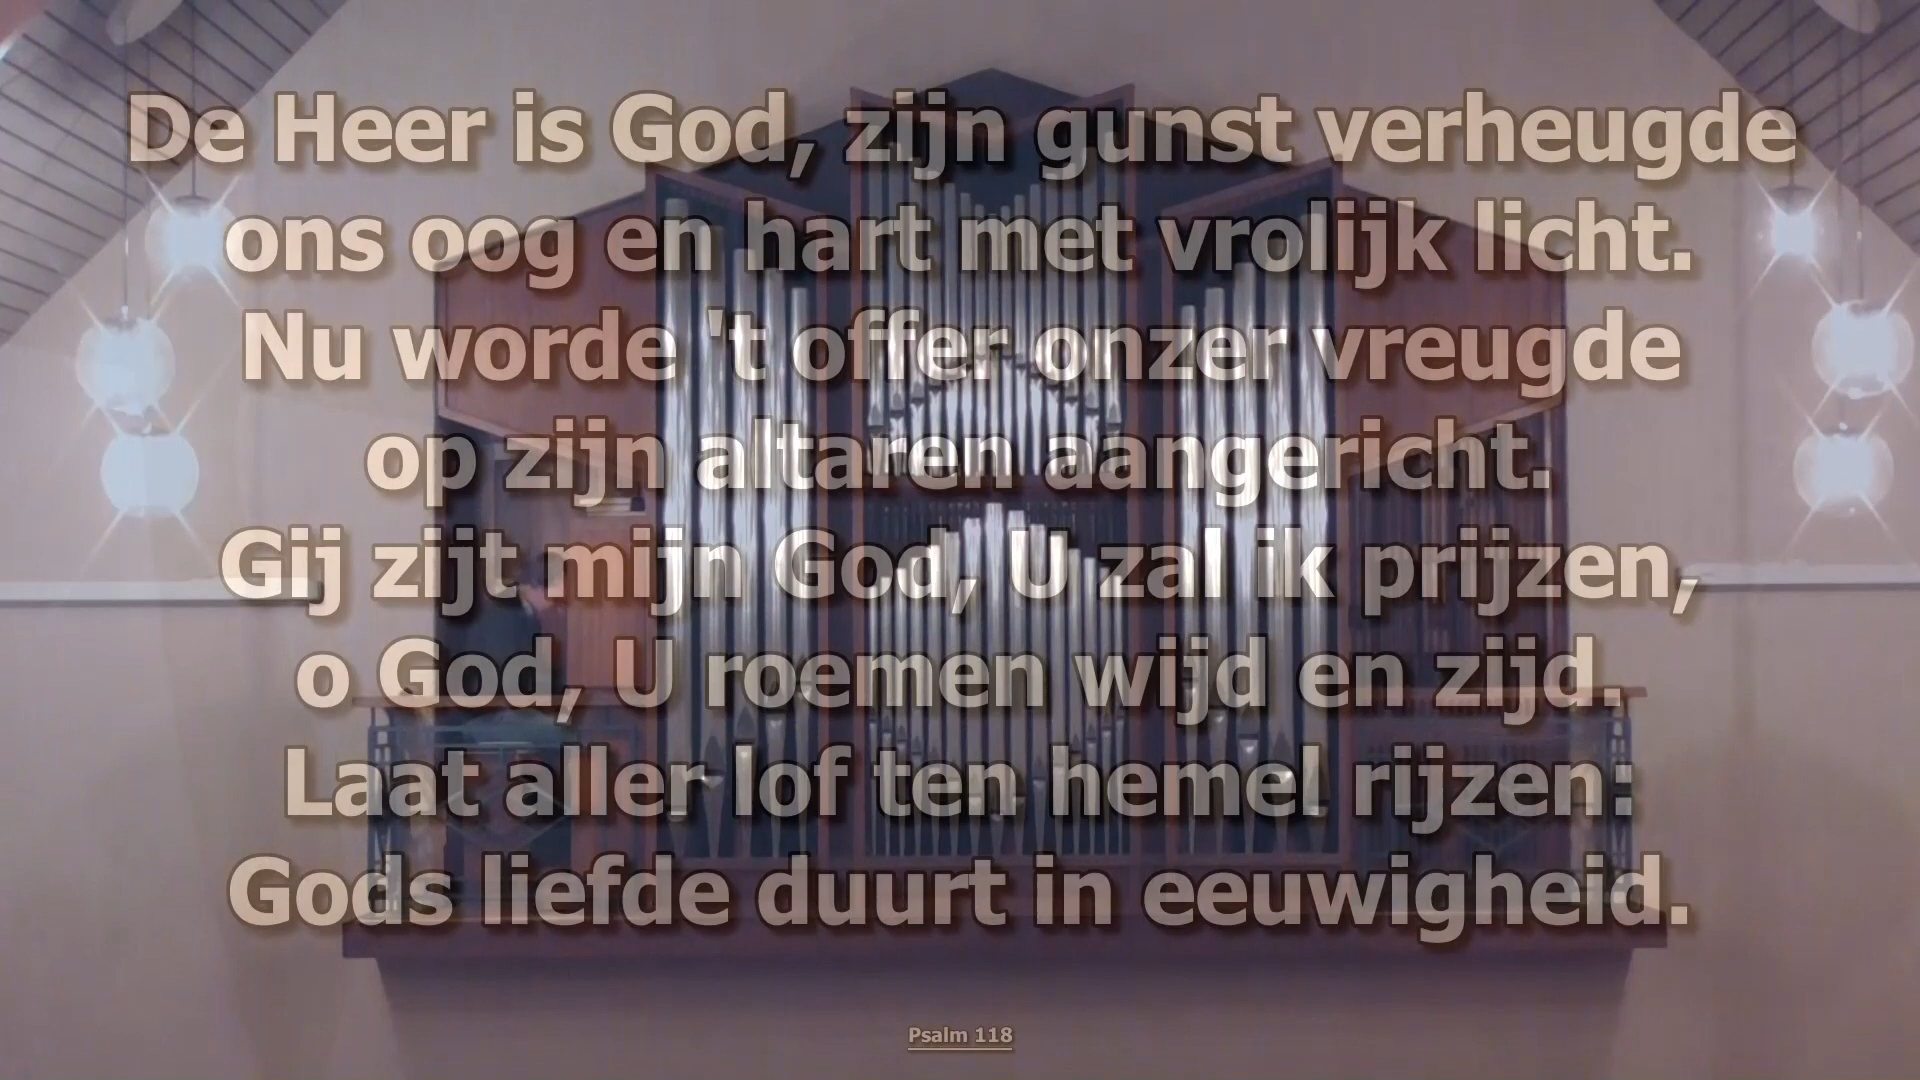 De Heer is God, zijn gunst verheugde
ons oog en hart met vrolijk licht.
Nu worde 't offer onzer vreugde
op zijn altaren aangericht.
Gij zijt mijn God, U zal ik prijzen,
o God, U roemen wijd en zijd.
Laat aller lof ten hemel rijzen:
Gods liefde duurt in eeuwigheid.
Psalm 118